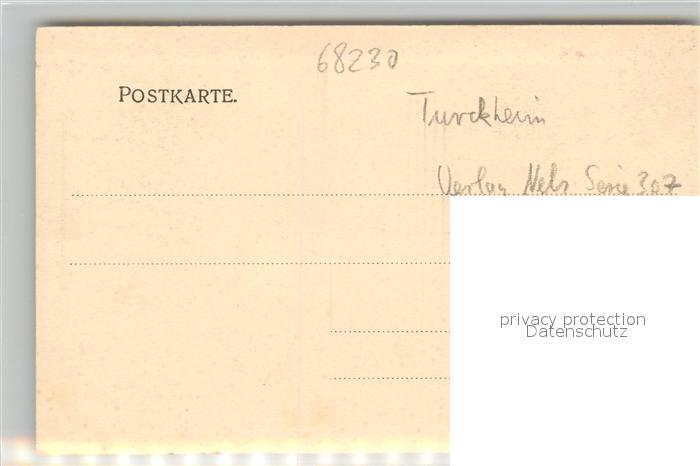 68230
POSTKARTE.
Turckheim
Verlag Nels Serie 307
privacy protection
Datenschutz